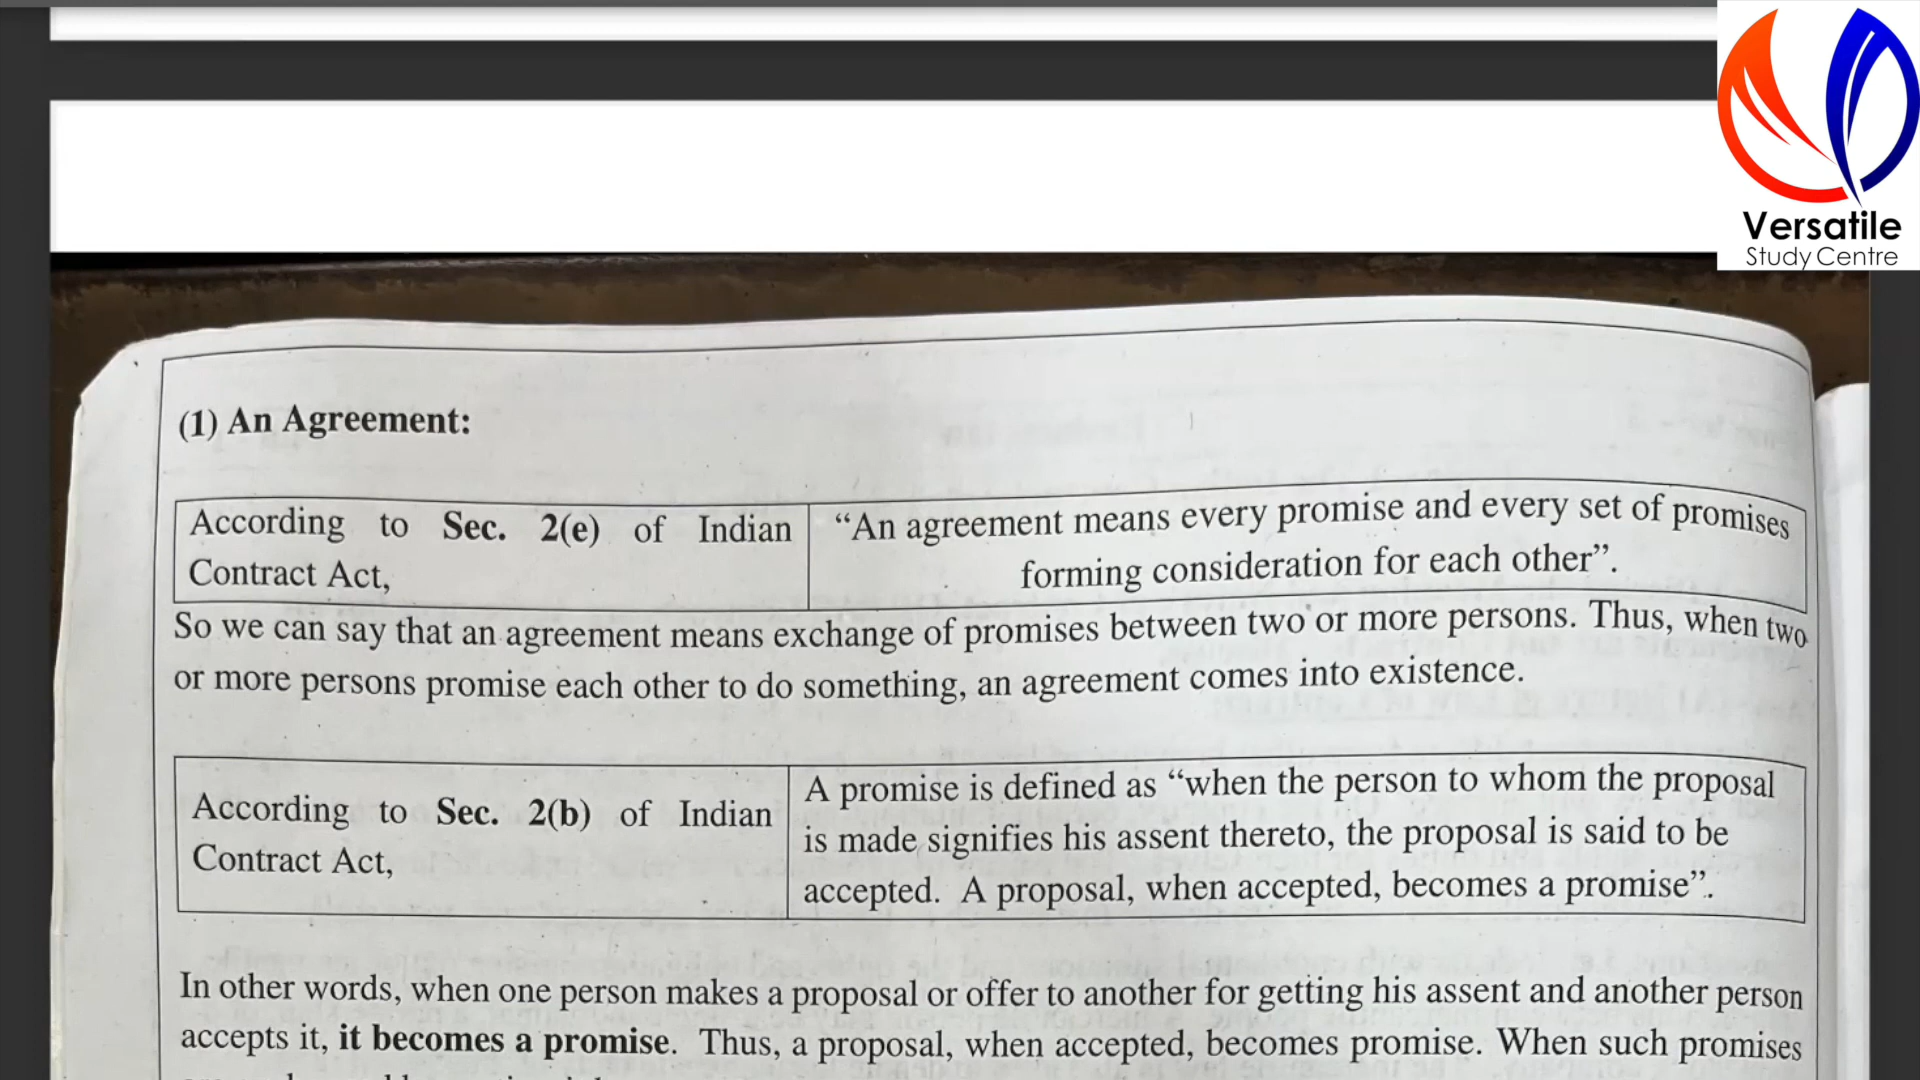 Versatile
Study Centre
(1) An Agreement:
According to Sec. 2(e) of Indian
Contract Act,
“An agreement means every promise and every set of promises
forming consideration for each other”.
So we can say that an agreement means exchange of promises between two or more persons. Thus, when two
or more persons promise each other to do something, an agreement comes into existence.
According to Sec. 2(b) of Indian
Contract Act,
A promise is defined as “when the person to whom the proposal
is made signifies his assent thereto, the proposal is said to be
accepted. A proposal, when accepted, becomes a promise”.
In other words, when one person makes a proposal or offer to another for getting his assent and another person
accepts it, it becomes a promise. Thus, a proposal, when accepted, becomes promise. When such promises